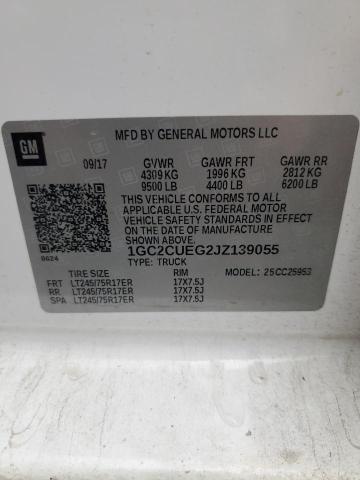 GM
MFD BY GENERAL MOTORS LLC
09/17 GVWR GAWR FRT GAWR RR
4309 KG 1996 KG 2812 KG
9500 LB 4400 LB 6200 LB
THIS VEHICLE CONFORMS TO ALL
APPLICABLE U.S. FEDERAL MOTOR
VEHICLE SAFETY STANDARDS IN EFFECT
ON THE DATE OF MANUFACTURE
SHOWN ABOVE.
1GC2CUEG2JZ139055
0624 TYPE: TRUCK
TIRE SIZE RIM MODEL: 25CC25953
FRT LT245/75R17ER 17X7.5J
RR LT245/75R17ER 17X7.5J
SPA LT245/75R17ER 17X7.5J